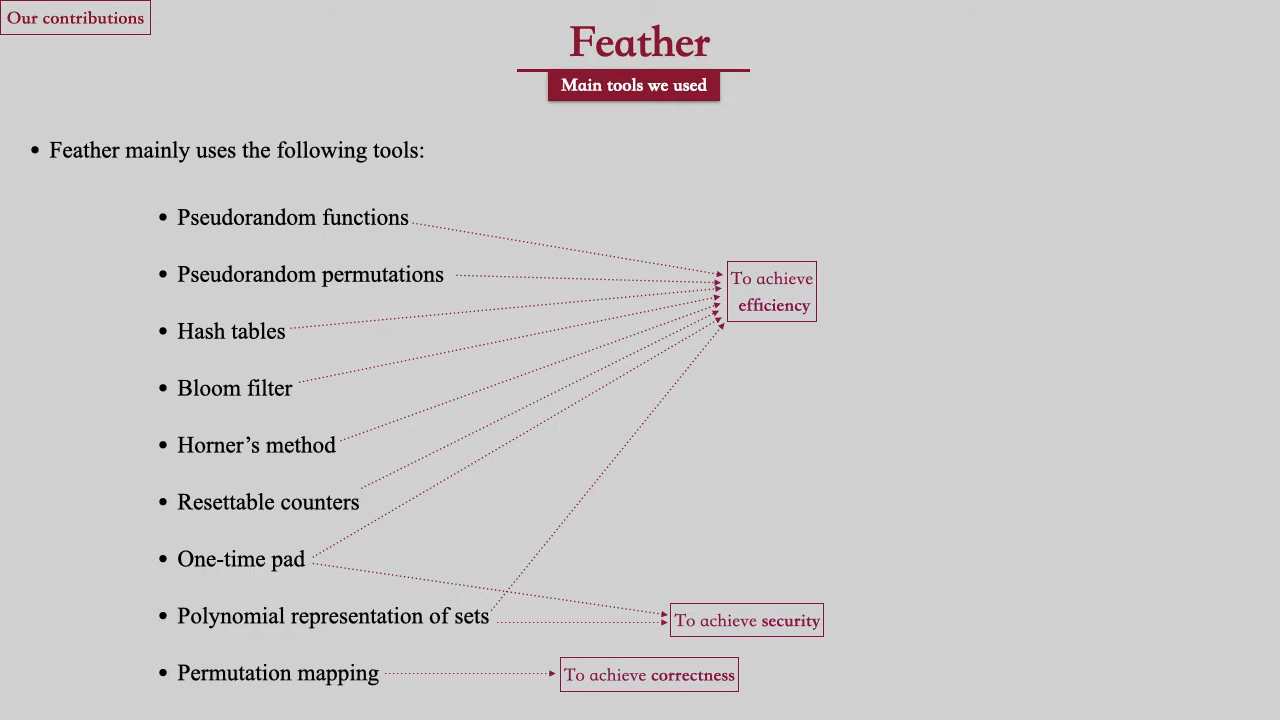 Our contributions
Feather
Main tools we used
• Feather mainly uses the following tools:
• Pseudorandom functions
• Pseudorandom permutations
• Hash tables
• Bloom filter
• Horner’s method
• Resettable counters
• One-time pad
• Polynomial representation of sets
• Permutation mapping
To achieve
efficiency
To achieve security
To achieve correctness